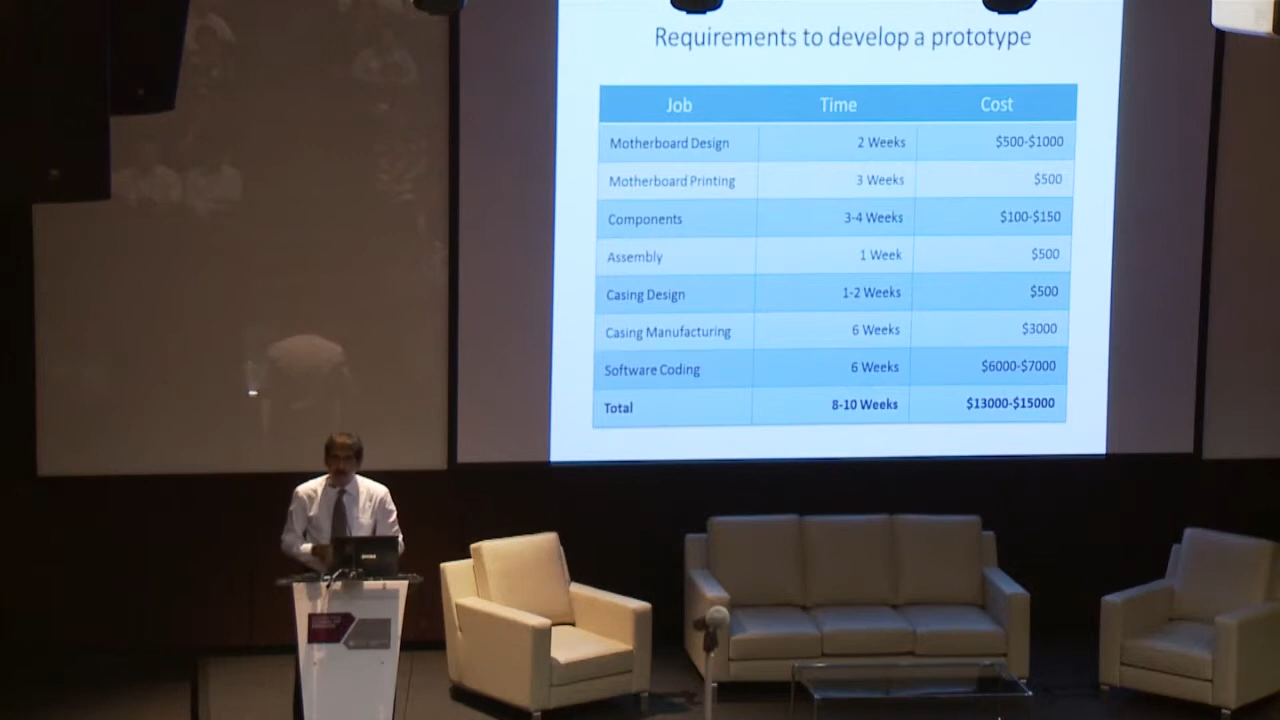 Requirements to develop a prototype
Job Time Cost
Motherboard Design 2 Weeks $500-$1000
Motherboard Printing 3 Weeks $500
Components 3-4 Weeks $100-$150
Assembly 1 Week $500
Casing Design 1-2 Weeks $500
Casing Manufacturing 6 Weeks $3000
Software Coding 6 Weeks $6000-$7000
Total 8-10 Weeks $13000-$15000